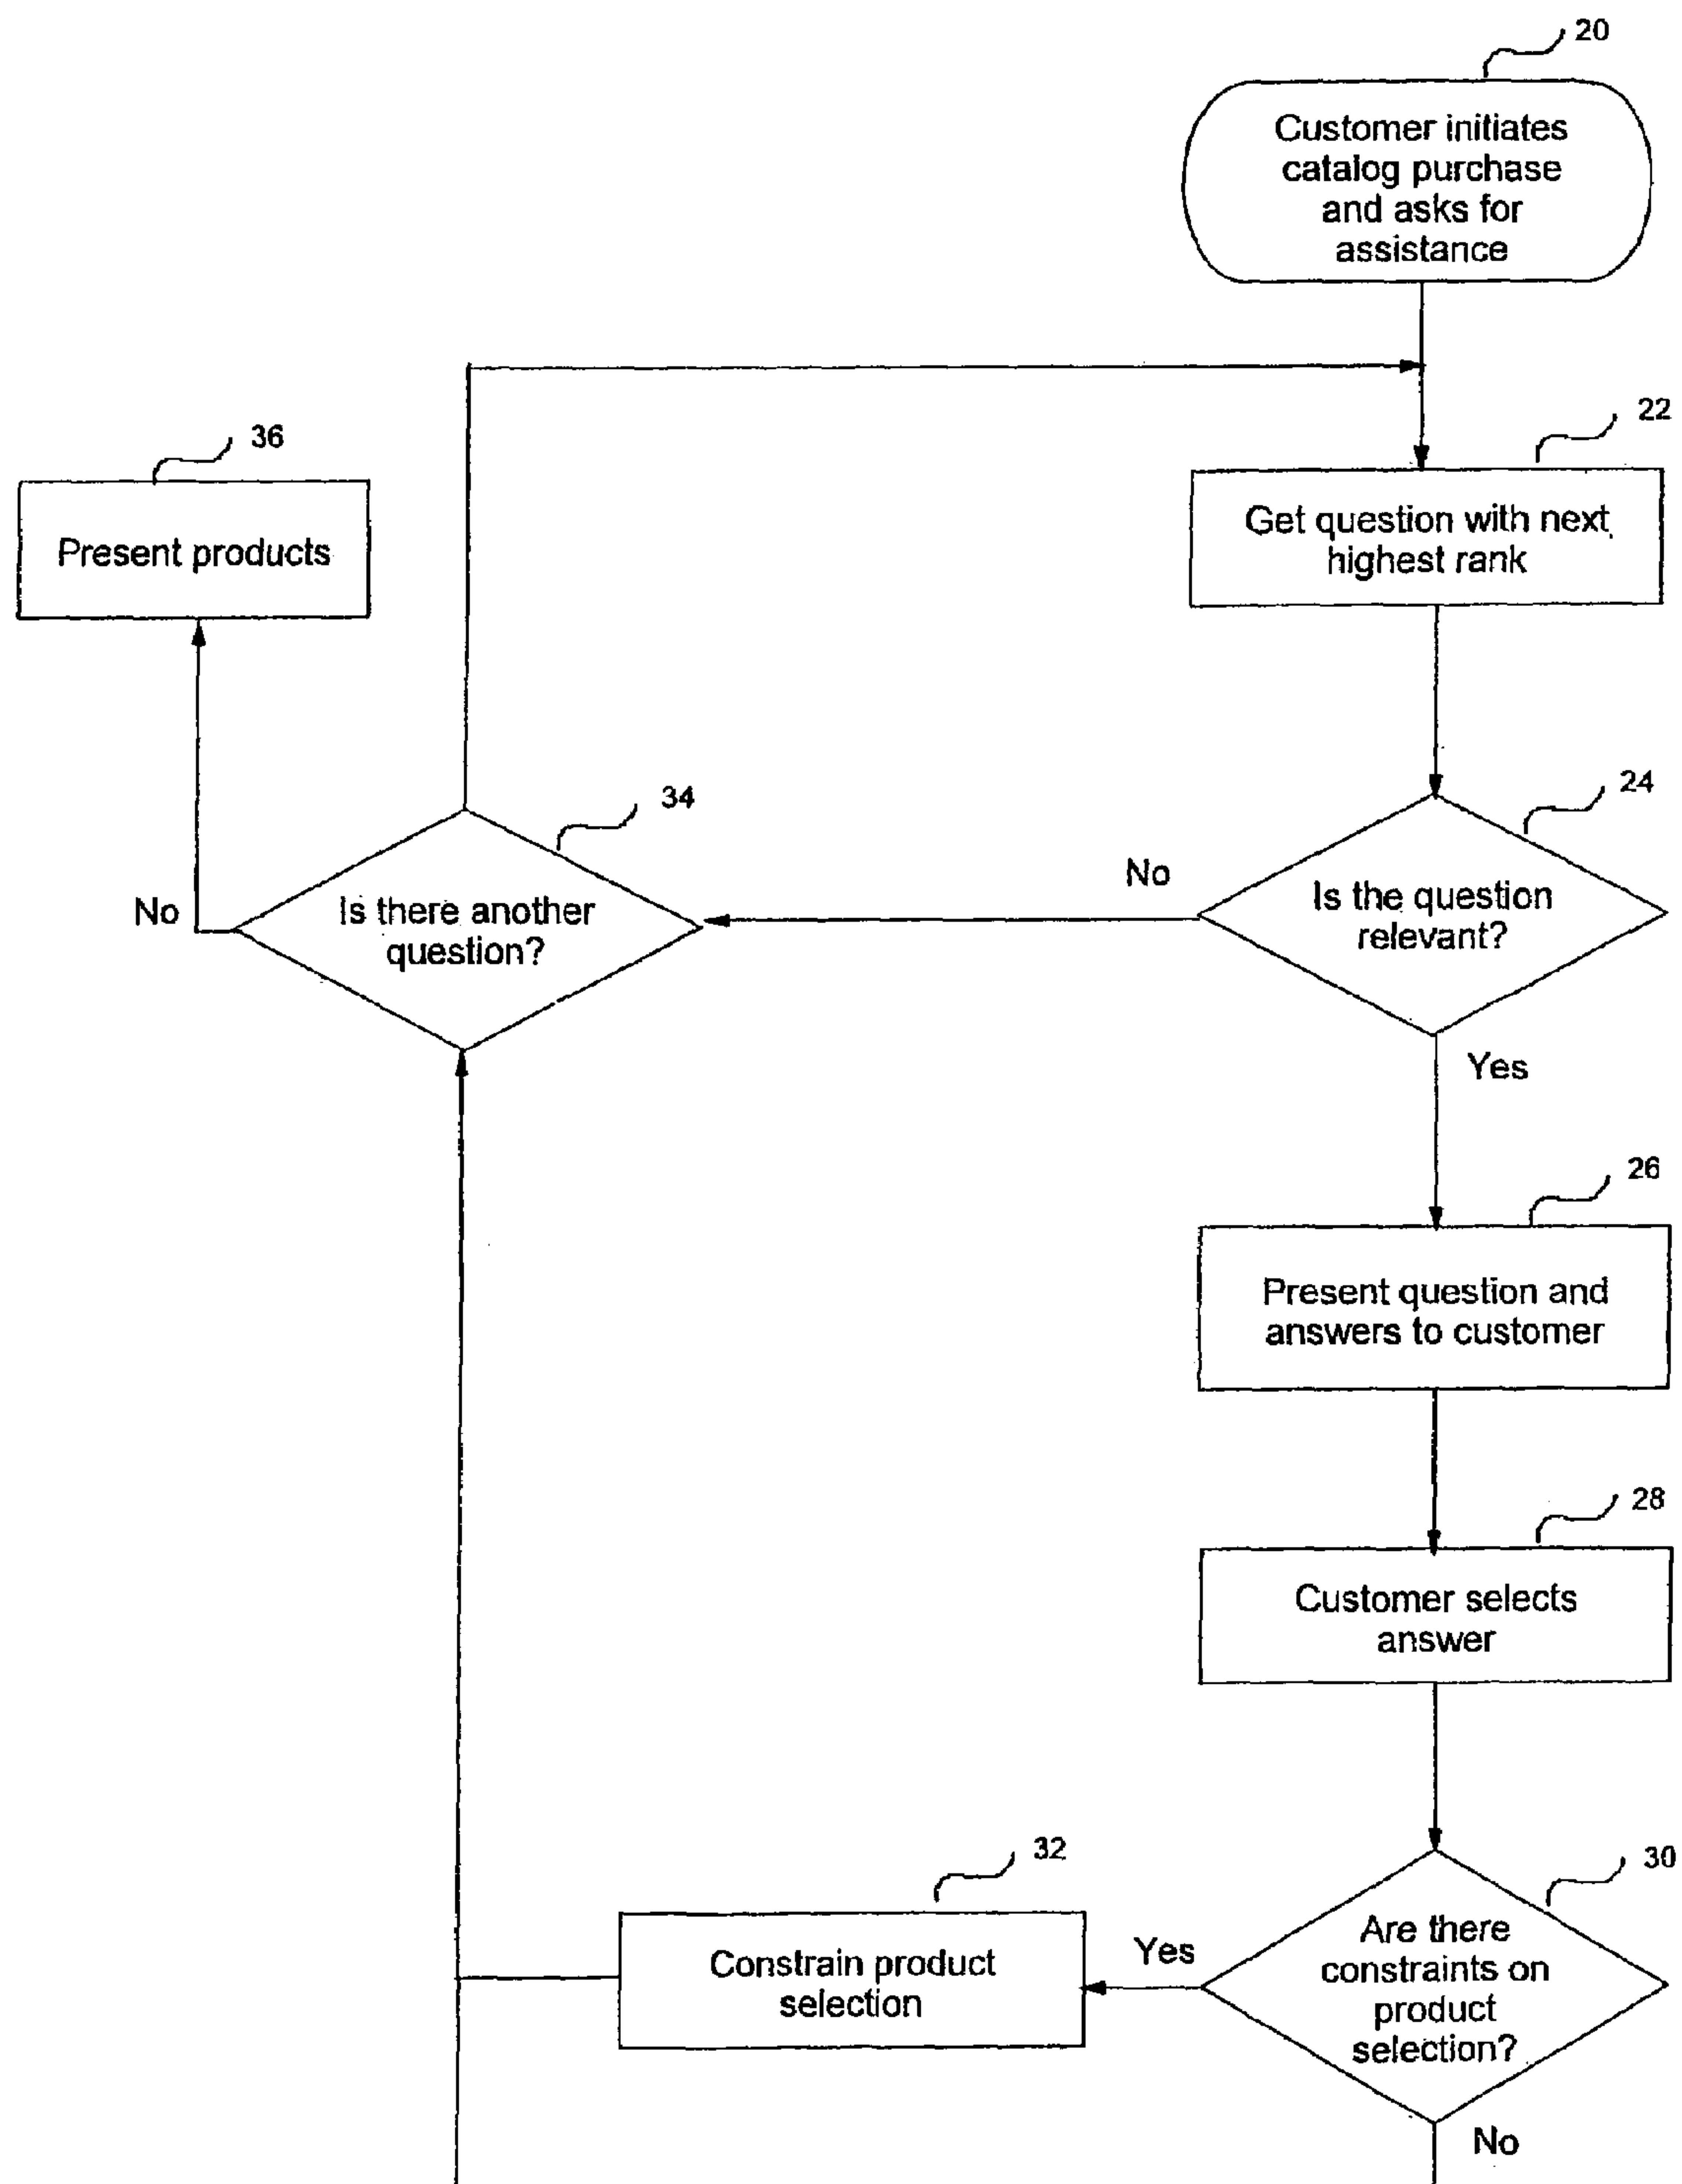 20
Customer initiates
catalog purchase
and asks for
assistance
22
Get question with next
highest rank
36
Present products
24
Is the question
relevant?
No
Yes
34
Is there another
question?
No
26
Present question and
answers to customer
28
Customer selects
answer
30
Are there
constraints on
product
selection?
Yes
No
32
Constrain product
selection